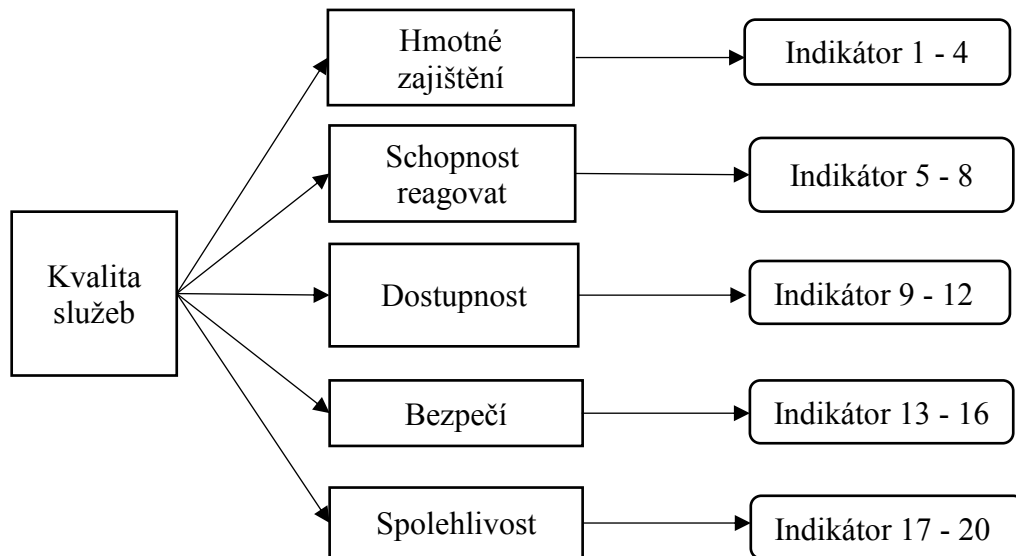 Kvalita
služeb
Hmotné
zajištění
Indikátor 1 - 4
Schopnost
reagovat
Indikátor 5 - 8
Dostupnost
Indikátor 9 - 12
Bezpečí
Indikátor 13 - 16
Spolehlivost
Indikátor 17 - 20